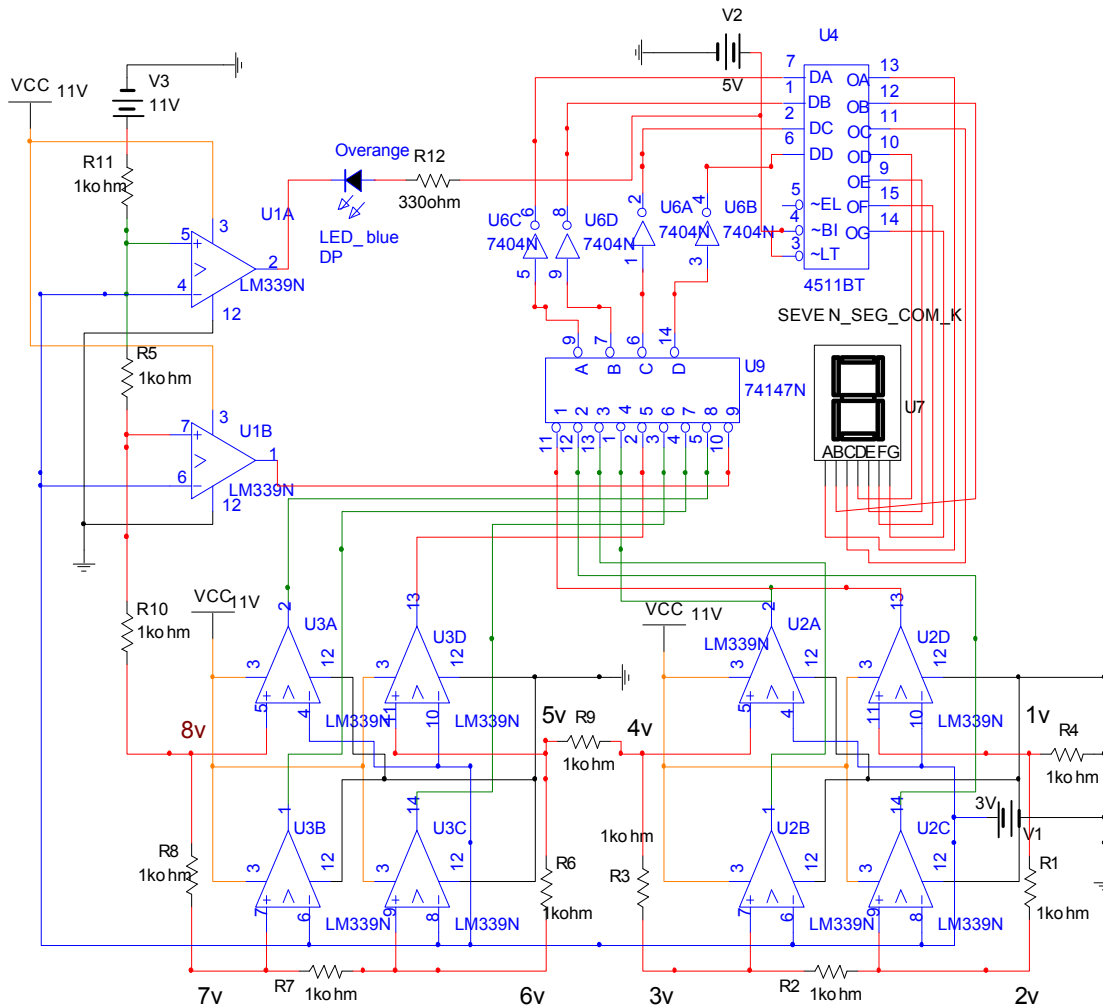 V2
5V
U4
VCC 11V
V3
11V
7 DA OA 13
1 DB OB 12
2 DC OC 11
6 DD OD 10
OE 9
5 ~EL OF 15
4 ~BI OG 14
3 ~LT
4511BT
R11
1kohm
Overange
R12
330ohm
LED_blue
DP
U1A
3
5
4
2
12
LM339N
U6C
7404N
6
5
U6D
7404N
8
9
U6A
7404N
2
1
U6B
7404N
4
3
SEVEN_SEG_COM_K
U7
ABCDEFG
R5
1kohm
9 7 6 14
A B C D
U9
74147N
1 2 3 4 5 6 7 8 9
11 12 13 1 2 3 4 5 10
U1B
3
7
6
1
12
LM339N
R10
1kohm
VCC 11V
U3A
2
3
12
5
4
LM339N
U3D
13
3
12
11
10
LM339N
VCC 11V
U2A
2
LM339N
3
12
5
4
LM339N
U2D
13
3
12
11
10
LM339N
8v
5v
R9
1kohm
4v
1v
R4
1kohm
3V
V1
R8
1kohm
U3B
1
3
12
7
6
LM339N
U3C
14
3
12
9
8
LM339N
R6
1kohm
1kohm
R3
U2B
1
3
12
7
6
LM339N
U2C
14
3
12
9
8
LM339N
R1
1kohm
7v
R7
1kohm
6v
3v
R2
1kohm
2v